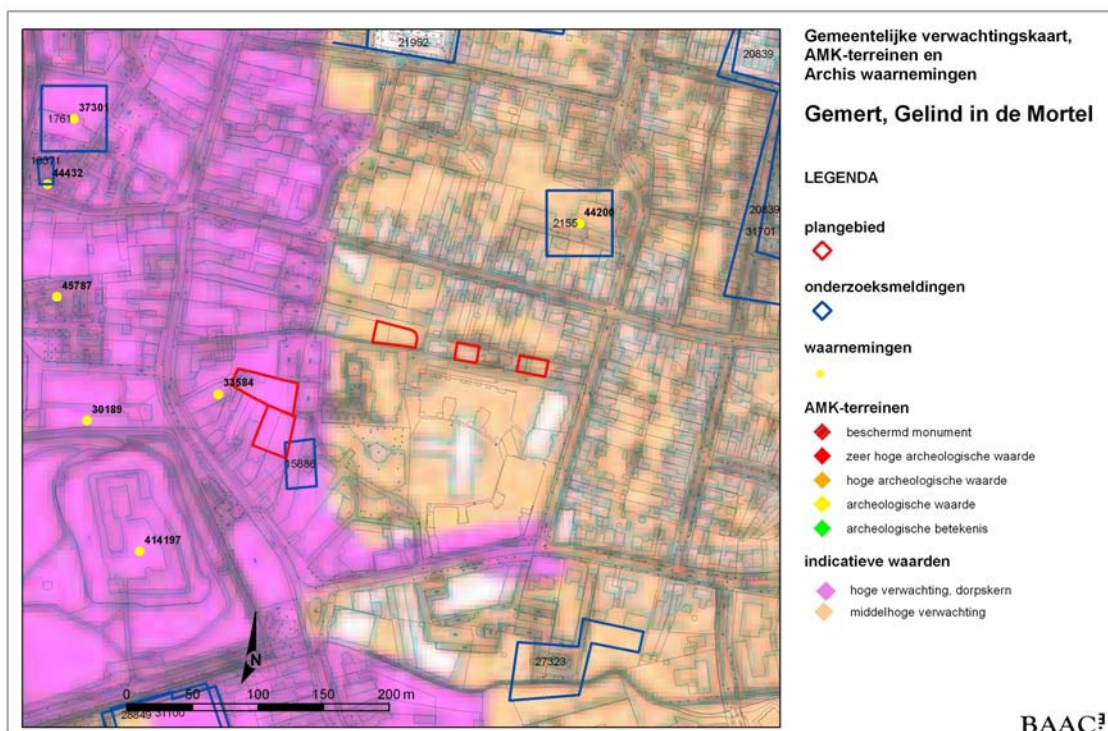 Gemeentelijke verwachtingskaart,
AMK-terreinen en
Archis waarnemingen
Gemert, Gelind in de Mortel
LEGENDA
plangebied
onderzoeksmeldingen
waarnemingen
AMK-terreinen
beschermd monument
zeer hoge archeologische waarde
hoge archeologische waarde
archeologische waarde
archeologische betekenis
indicatieve waarden
hoge verwachting, dorpskern
middelhoge verwachting
BAAC
21952
20839
37301
1761
44432
44200
2155
20839
31701
45787
33584
30189
15886
414197
27323
N
0 50 100 150 200 m
28849 31100